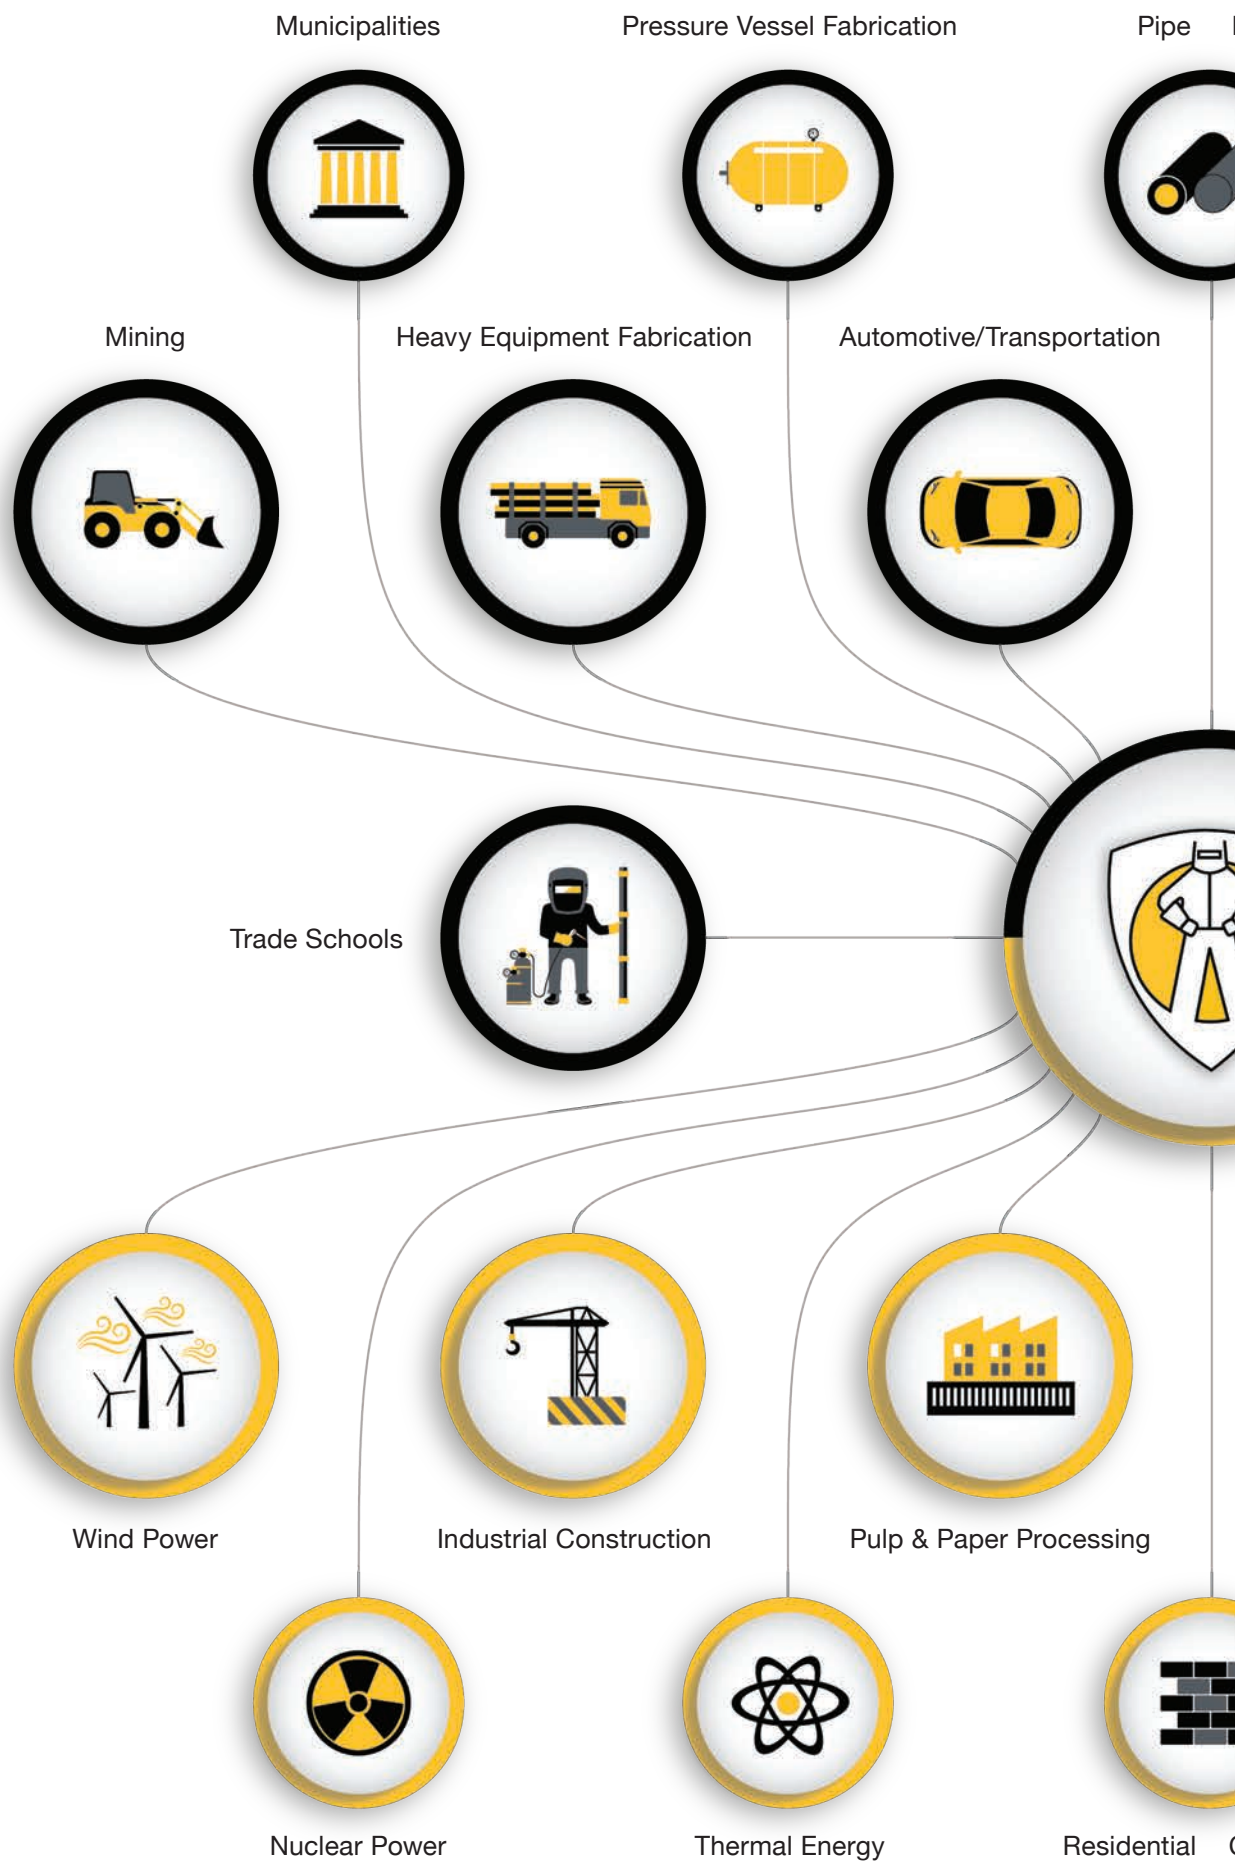 Municipalities
Pressure Vessel Fabrication
Pipe
Mining
Heavy Equipment Fabrication
Automotive/Transportation
Trade Schools
Wind Power
Industrial Construction
Pulp & Paper Processing
Nuclear Power
Thermal Energy
Residential